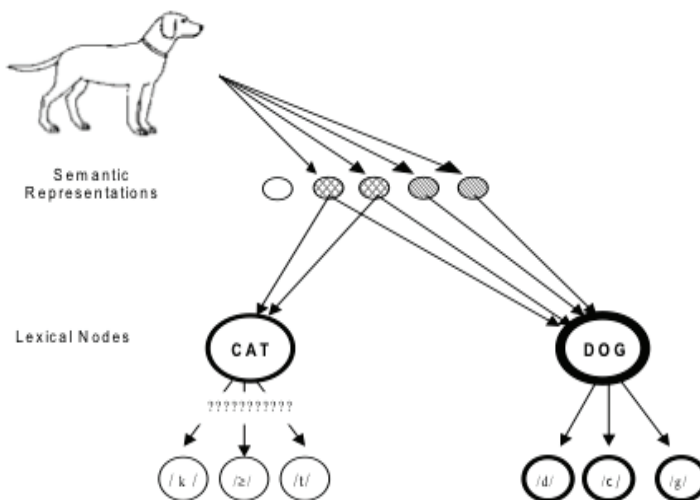 Semantic
Representations
Lexical Nodes
CAT
DOG
???????????
/k/
/≥/
/t/
/d/
/c/
/g/